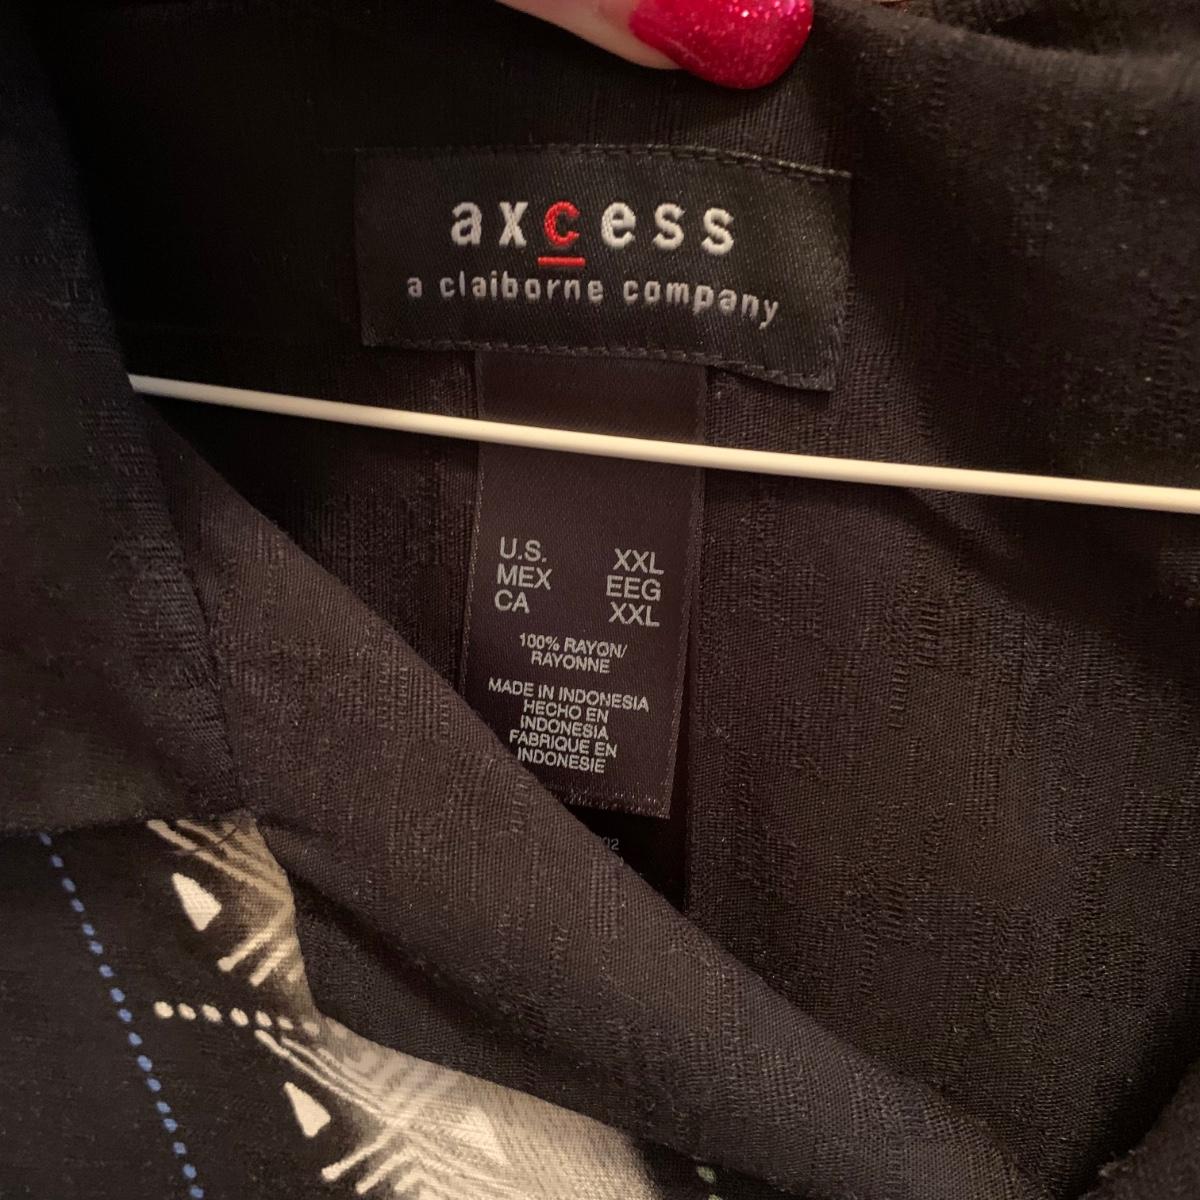 axcess
a claiborne company
U.S. XXL
MEX EEG
CA XXL
100% RAYON/
RAYONNE
MADE IN INDONESIA
HECHO EN
INDONESIA
FABRIQUE EN
INDONESIE